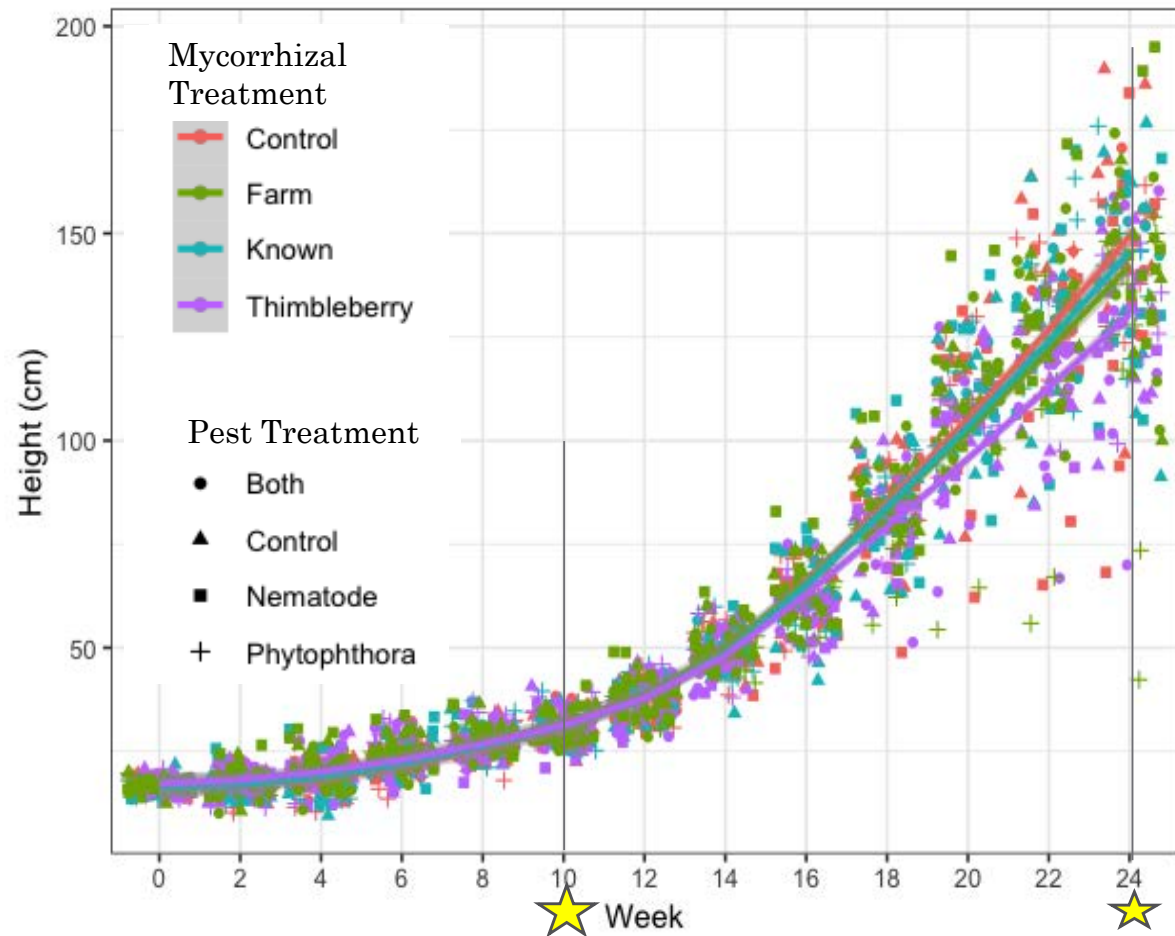 Mycorrhizal
Treatment
Control
Farm
Known
Thimbleberry
Pest Treatment
Both
Control
Nematode
Phytophthora
Height (cm)
200
150
100
50
0 2 4 6 8 10 12 14 16 18 20 22 24
Week